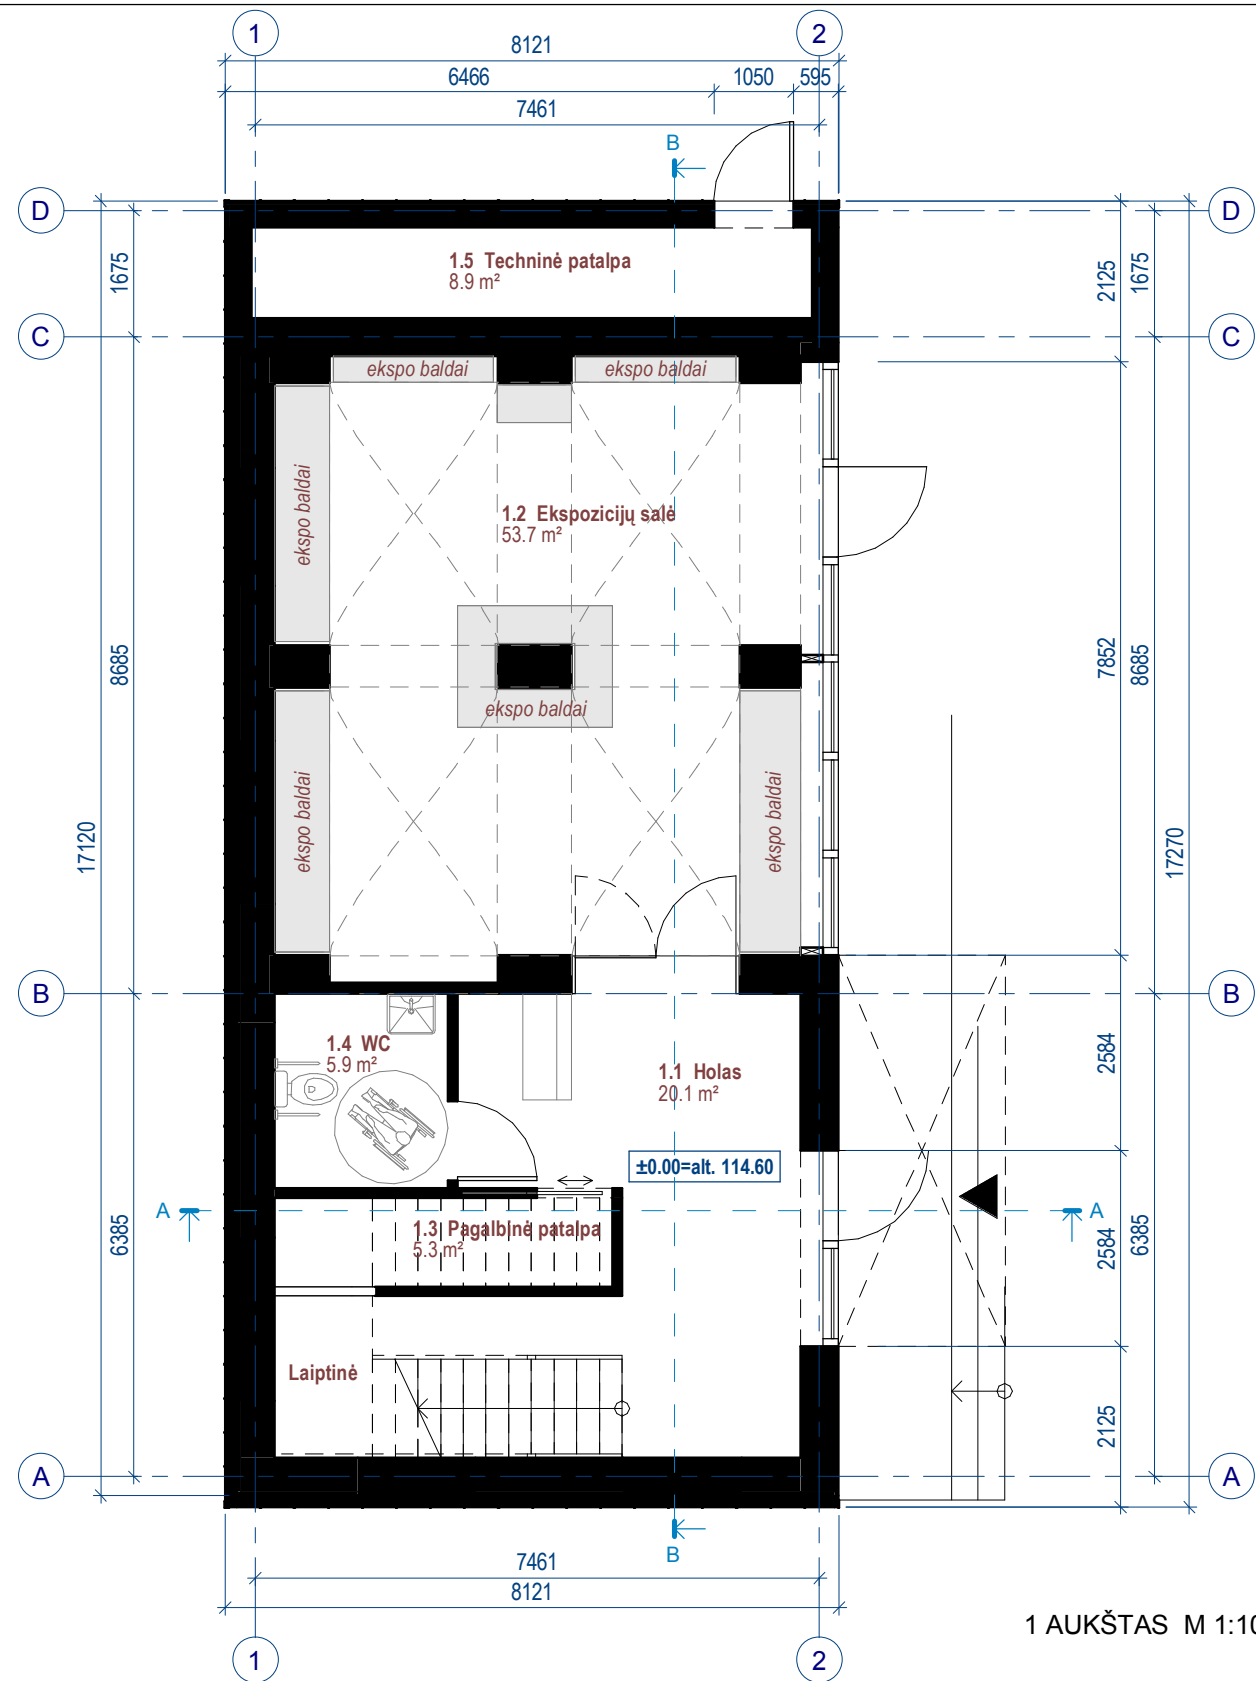 1
2
8121
6466
1050
595
7461
B
D
D
1.5 Techninė patalpa
8.9 m²
1675
2125
1675
C
C
ekspo baldai
ekspo baldai
ekspo baldai
1.2 Ekspozicijų salė
53.7 m²
8685
7852
8685
ekspo baldai
ekspo baldai
ekspo baldai
17120
17270
B
B
1.4 WC
5.9 m²
1.1 Holas
20.1 m²
2584
±0.00=alt. 114.60
A
A
1.3 Pagalbinė patalpa
5.3 m²
6385
2584
6385
Laiptinė
2125
A
A
B
7461
8121
1 AUKŠTAS M 1:10
1
2